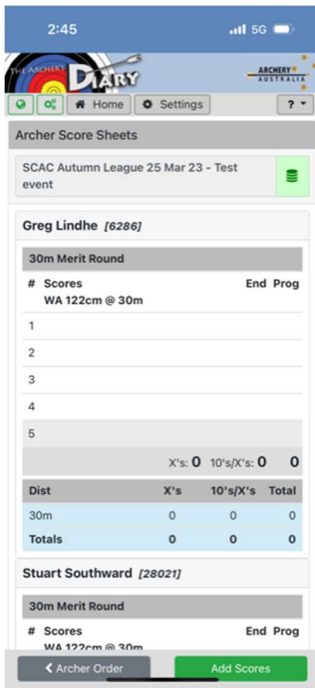 2:45 5G
THE ARCHER'S
DIARY
ARCHERY
AUSTRALIA
Home Settings ?
Archer Score Sheets
SCAC Autumn League 25 Mar 23 - Test
event
Greg Lindhe [6286]
30m Merit Round
# Scores End Prog
WA 122cm @ 30m
1
2
3
4
5
X's: 0 10's/X's: 0 0
Dist X's 10's/X's Total
30m 0 0 0
Totals 0 0 0
Stuart Southward [28021]
30m Merit Round
# Scores End Prog
WA 122cm @ 30m
Archer Order Add Scores